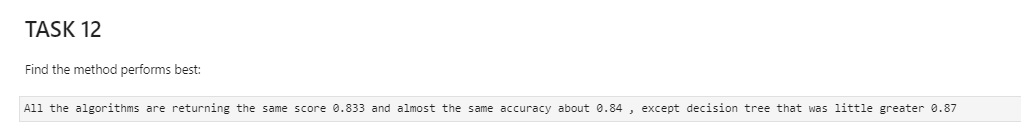 TASK 12
Find the method performs best:
All the algorithms are returning the same score 0.833 and almost the same accuracy about 0.84 , except decision tree that was little greater 0.87